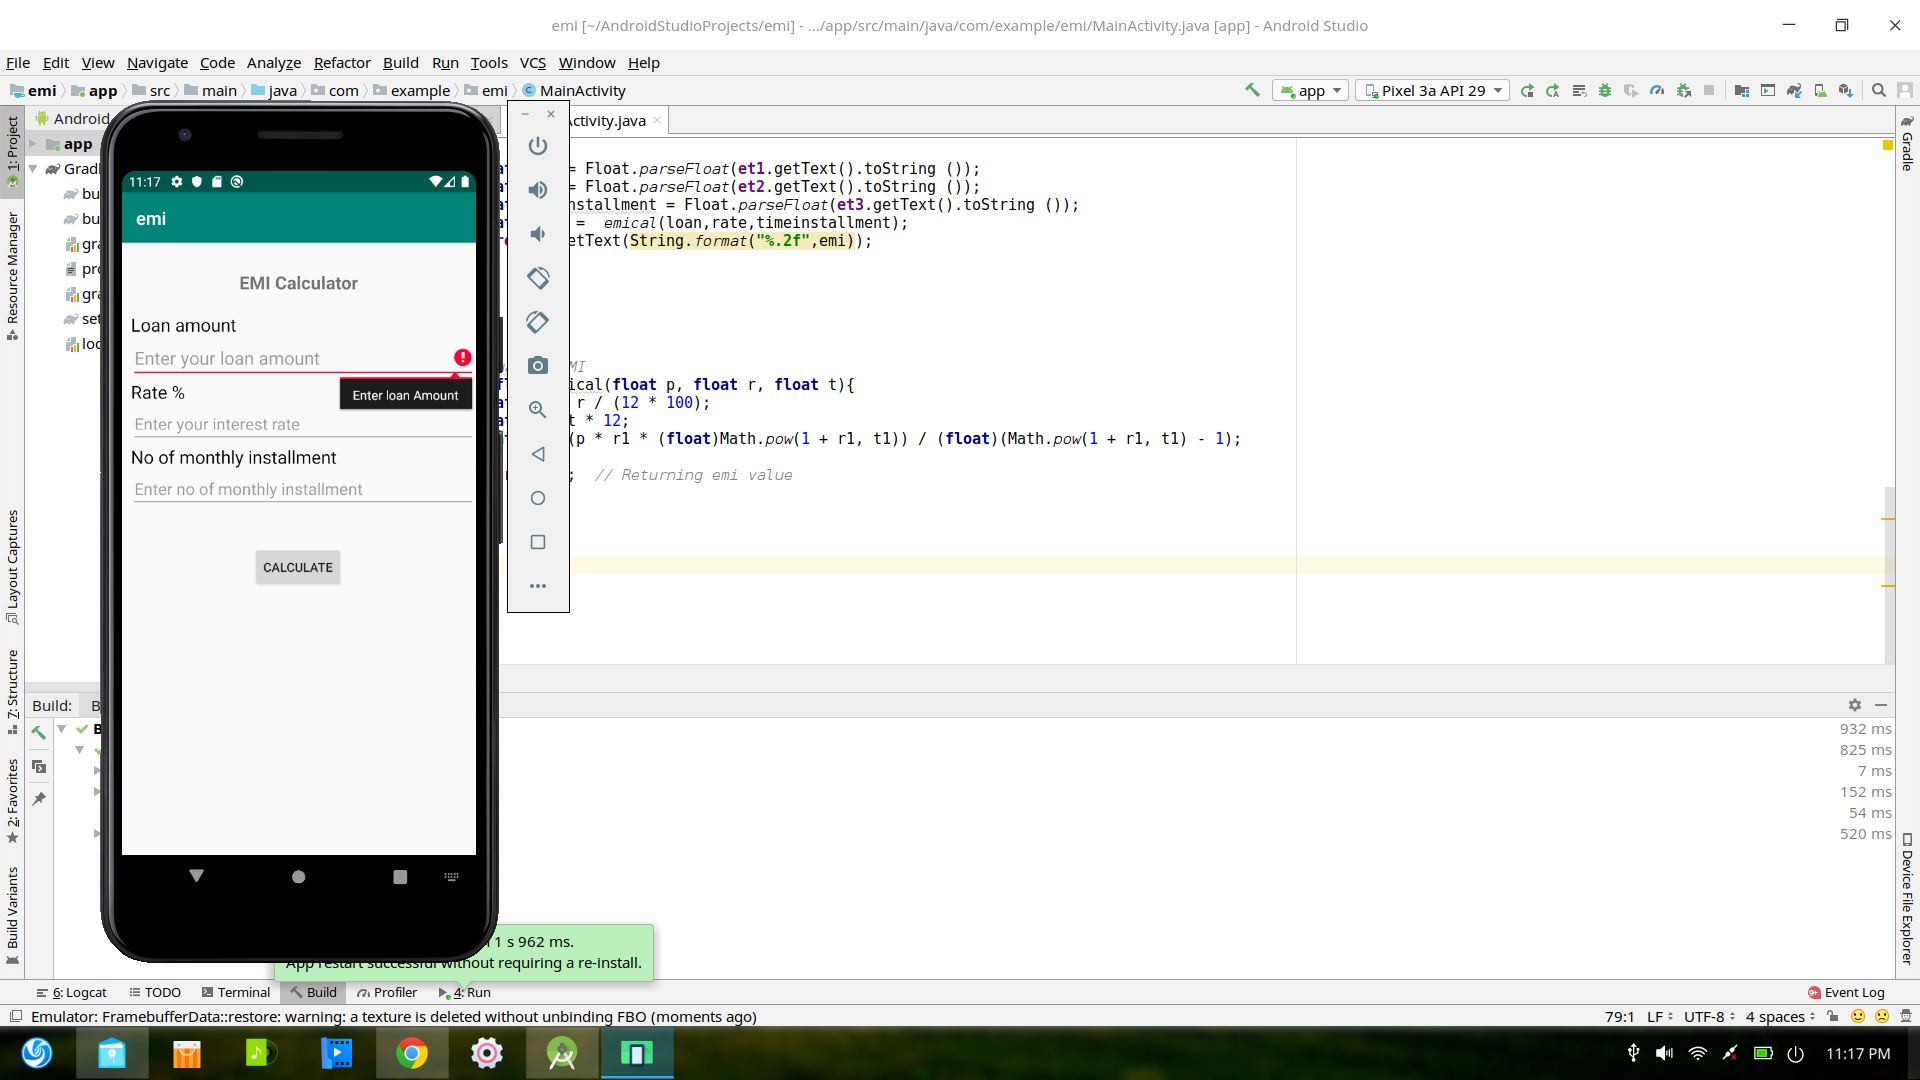 emi [~/AndroidStudioProjects/emi] - .../app/src/main/java/com/example/emi/MainActivity.java [app] - Android Studio
File Edit View Navigate Code Analyze Refactor Build Run Tools VCS Window Help
emi app src main java com example emi MainActivity
app Pixel 3a API 29
1: Project
Resource Manager
Layout Captures
7: Structure
2: Favorites
Build Variants
Android
app
Grad
bu
bu
gra
pro
gra
set
loc
ctivity.java
= Float.parseFloat(et1.getText().toString ());
= Float.parseFloat(et2.getText().toString ());
nstallment = Float.parseFloat(et3.getText().toString ());
= emical(loan,rate,timeinstallment);
etText(String.format("%.2f",emi));
MI
ical(float p, float r, float t){
r / (12 * 100);
t * 12;
(p * r1 * (float)Math.pow(1 + r1, t1)) / (float)(Math.pow(1 + r1, t1) - 1);
; // Returning emi value
11:17
emi
EMI Calculator
Loan amount
Enter your loan amount
Enter loan Amount
Rate %
Enter your interest rate
No of monthly installment
Enter no of monthly installment
CALCULATE
Gradle
Device File Explorer
Build: B
B
932 ms
825 ms
7 ms
152 ms
54 ms
520 ms
1 s 962 ms.
App restart successful without requiring a re-install.
6: Logcat TODO Terminal Build Profiler 4: Run
9+ Event Log
Emulator: FramebufferData::restore: warning: a texture is deleted without unbinding FBO (moments ago)
79:1 LF UTF-8 4 spaces
11:17 PM